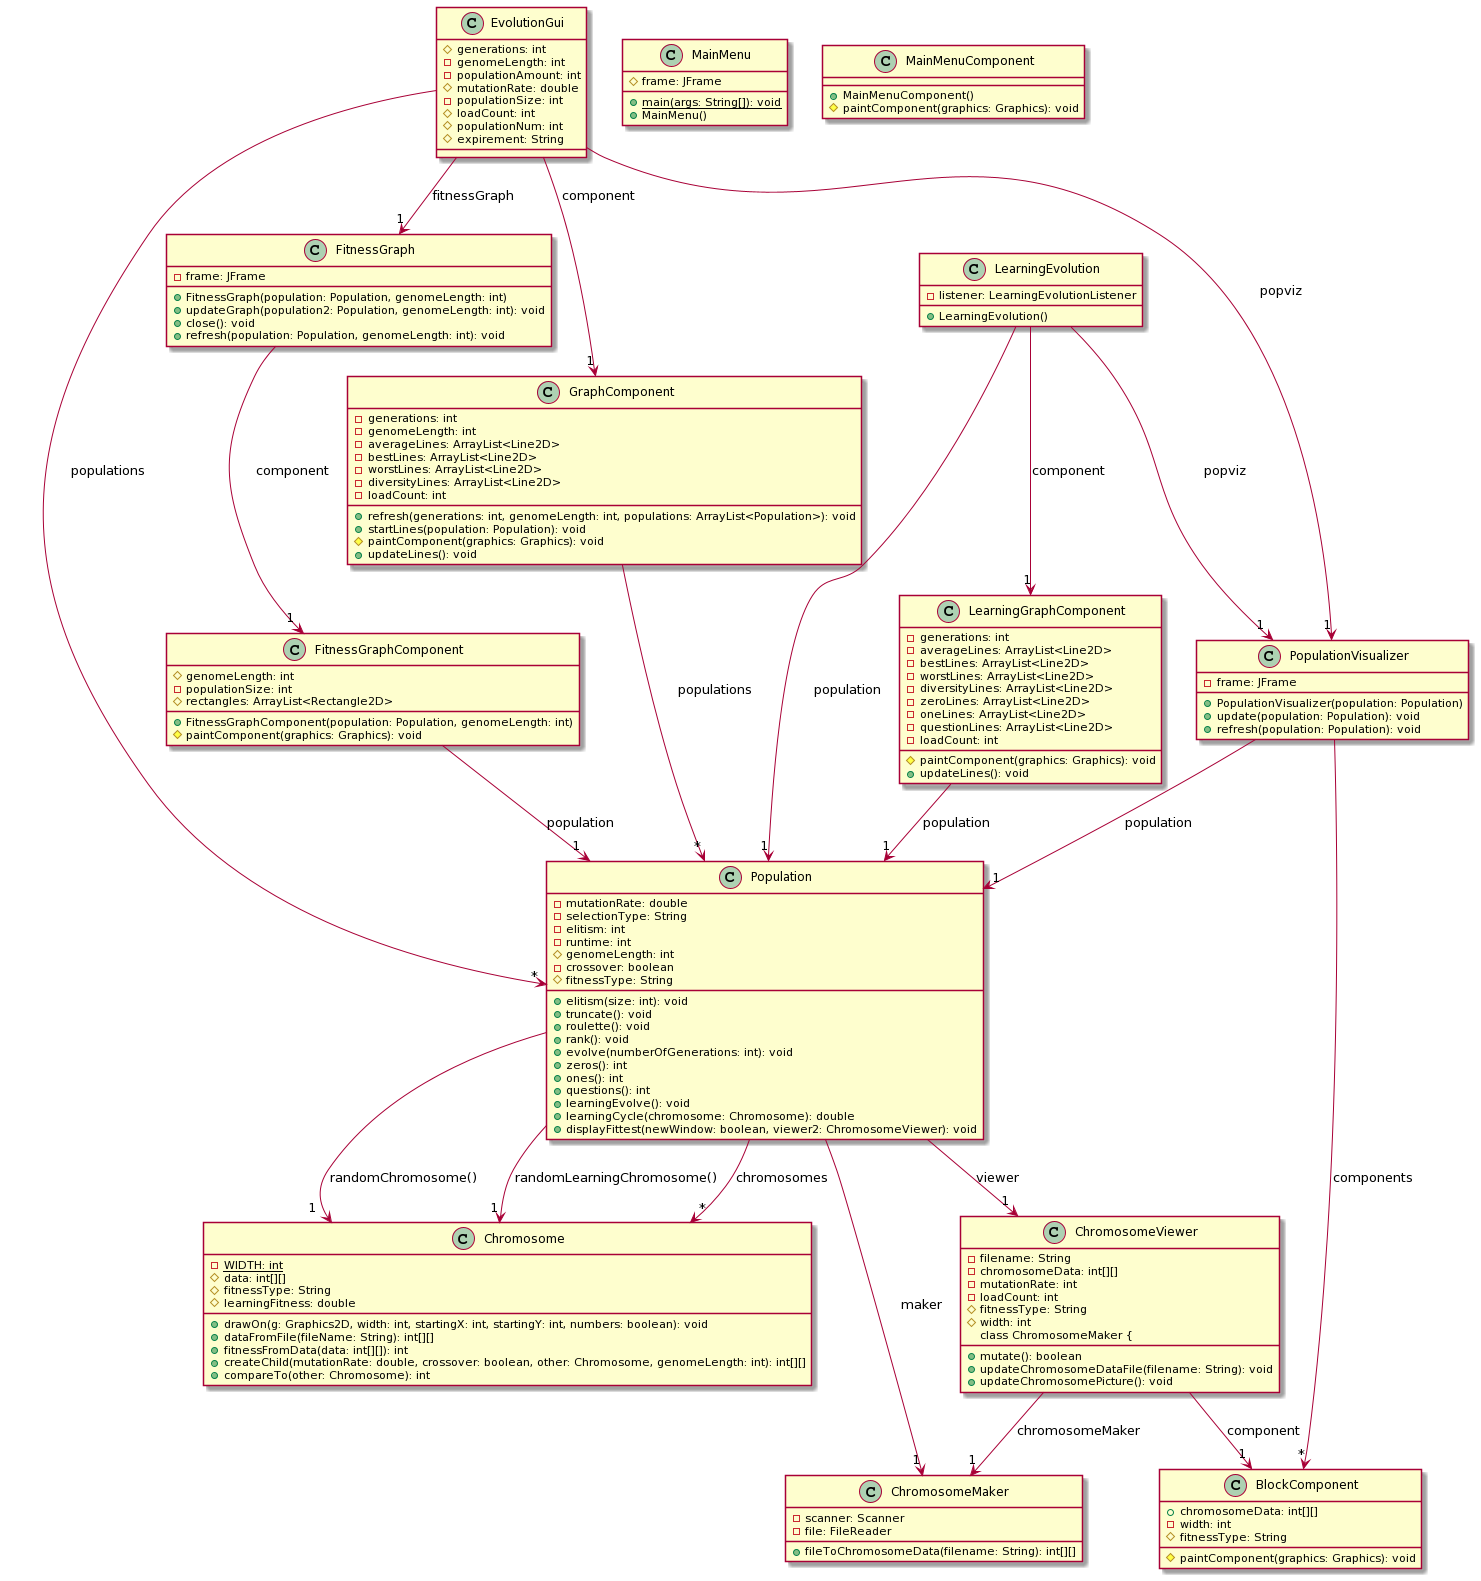 C EvolutionGui
generations: int
genomeLength: int
populationAmount: int
mutationRate: double
populationSize: int
loadCount: int
populationNum: int
expirement: String
C MainMenu
frame: JFrame
main(args: String[]): void
MainMenu()
C MainMenuComponent
MainMenuComponent()
paintComponent(graphics: Graphics): void
fitnessGraph
1
component
1
popviz
1
populations
*
C FitnessGraph
frame: JFrame
FitnessGraph(population: Population, genomeLength: int)
updateGraph(population2: Population, genomeLength: int): void
close(): void
refresh(population: Population, genomeLength: int): void
C LearningEvolution
listener: LearningEvolutionListener
LearningEvolution()
C GraphComponent
generations: int
genomeLength: int
averageLines: ArrayList<Line2D>
bestLines: ArrayList<Line2D>
worstLines: ArrayList<Line2D>
diversityLines: ArrayList<Line2D>
loadCount: int
refresh(generations: int, genomeLength: int, populations: ArrayList<Population>): void
startLines(population: Population): void
paintComponent(graphics: Graphics): void
updateLines(): void
component
1
component
1
popviz
1
C FitnessGraphComponent
genomeLength: int
populationSize: int
rectangles: ArrayList<Rectangle2D>
FitnessGraphComponent(population: Population, genomeLength: int)
paintComponent(graphics: Graphics): void
C LearningGraphComponent
generations: int
averageLines: ArrayList<Line2D>
bestLines: ArrayList<Line2D>
worstLines: ArrayList<Line2D>
diversityLines: ArrayList<Line2D>
zeroLines: ArrayList<Line2D>
oneLines: ArrayList<Line2D>
questionLines: ArrayList<Line2D>
loadCount: int
paintComponent(graphics: Graphics): void
updateLines(): void
C PopulationVisualizer
frame: JFrame
PopulationVisualizer(population: Population)
update(population: Population): void
refresh(population: Population): void
populations
*
population
1
population
1
population
1
population
1
C Population
mutationRate: double
selectionType: String
elitism: int
runtime: int
genomeLength: int
crossover: boolean
fitnessType: String
elitism(size: int): void
truncate(): void
roulette(): void
rank(): void
evolve(numberOfGenerations: int): void
zeros(): int
ones(): int
questions(): int
learningEvolve(): void
learningCycle(chromosome: Chromosome): double
displayFittest(newWindow: boolean, viewer2: ChromosomeViewer): void
randomChromosome()
1
randomLearningChromosome()
1
chromosomes
*
viewer
1
components
*
C Chromosome
WIDTH: int
data: int[][]
fitnessType: String
learningFitness: double
drawOn(g: Graphics2D, width: int, startingX: int, startingY: int, numbers: boolean): void
dataFromFile(fileName: String): int[][]
fitnessFromData(data: int[][]): int
createChild(mutationRate: double, crossover: boolean, other: Chromosome, genomeLength: int): int[][]
compareTo(other: Chromosome): int
C ChromosomeViewer
filename: String
chromosomeData: int[][]
mutationRate: int
loadCount: int
fitnessType: String
width: int
class ChromosomeMaker {
mutate(): boolean
updateChromosomeDataFile(filename: String): void
updateChromosomePicture(): void
maker
1
chromosomeMaker
1
component
1
C ChromosomeMaker
scanner: Scanner
file: FileReader
fileToChromosomeData(filename: String): int[][]
C BlockComponent
chromosomeData: int[][]
width: int
fitnessType: String
paintComponent(graphics: Graphics): void